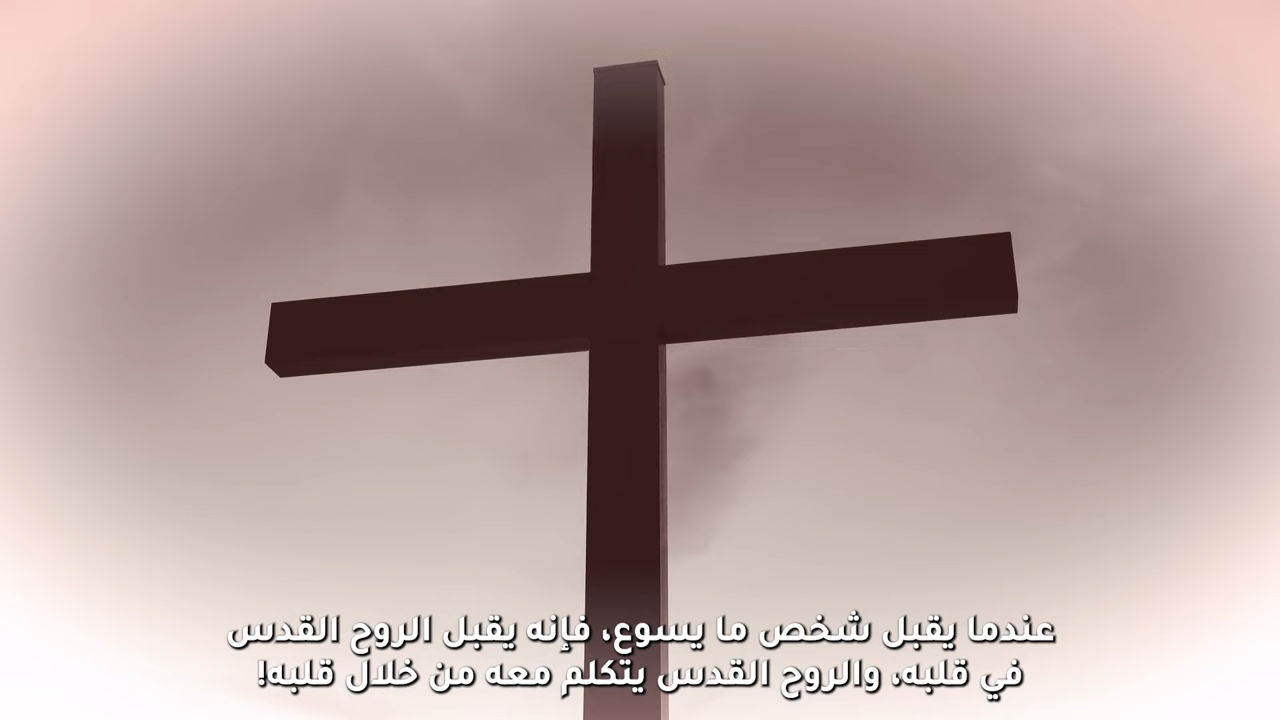 عندما يقبل شخص ما يسوع، فإنه يقبل الروح القدس
في قلبه، والروح القدس يتكلم معه من خلال قلبه!